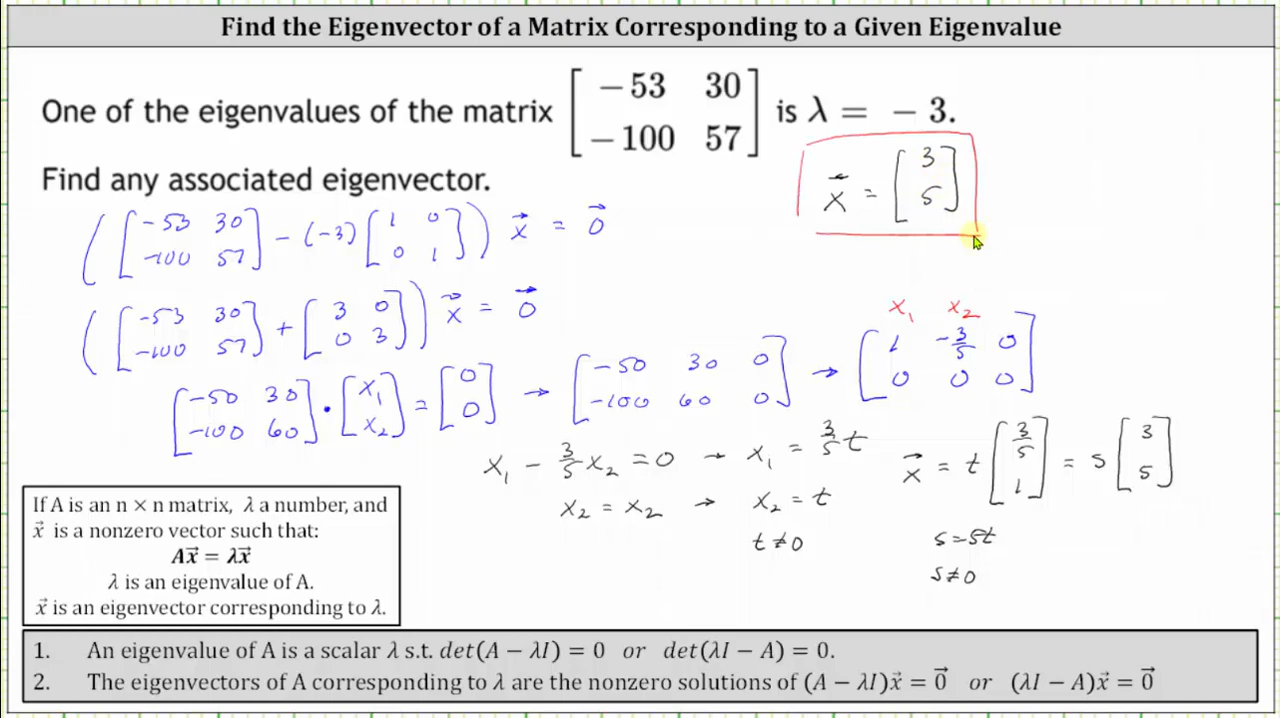 Find the Eigenvector of a Matrix Corresponding to a Given Eigenvalue
One of the eigenvalues of the matrix [ −53 30 ; −100 57 ] is λ = − 3.
Find any associated eigenvector.
x⃗ = [ 3 ; 5 ]
( [ −53 30 ; −100 57 ] − (−3) [ 1 0 ; 0 1 ] ) x⃗ = 0⃗
( [ −53 30 ; −100 57 ] + [ 3 0 ; 0 3 ] ) x⃗ = 0⃗
x₁ x₂
[ −50 30 ; −100 60 ] · [ x₁ ; x₂ ] = [ 0 ; 0 ] → [ −50 30 0 ; −100 60 0 ] → [ 1 −3/5 0 ; 0 0 0 ]
x₁ − 3/5 x₂ = 0 → x₁ = 3/5 t
x₂ = x₂ → x₂ = t
t ≠ 0
x⃗ = t [ 3/5 ; 1 ] = s [ 3 ; 5 ]
s = 5t
s ≠ 0
If A is an n × n matrix, λ a number, and
x⃗ is a nonzero vector such that:
Ax⃗ = λx⃗
λ is an eigenvalue of A.
x⃗ is an eigenvector corresponding to λ.
1. An eigenvalue of A is a scalar λ s.t. det(A − λI) = 0 or det(λI − A) = 0.
2. The eigenvectors of A corresponding to λ are the nonzero solutions of (A − λI)x⃗ = 0⃗ or (λI − A)x⃗ = 0⃗